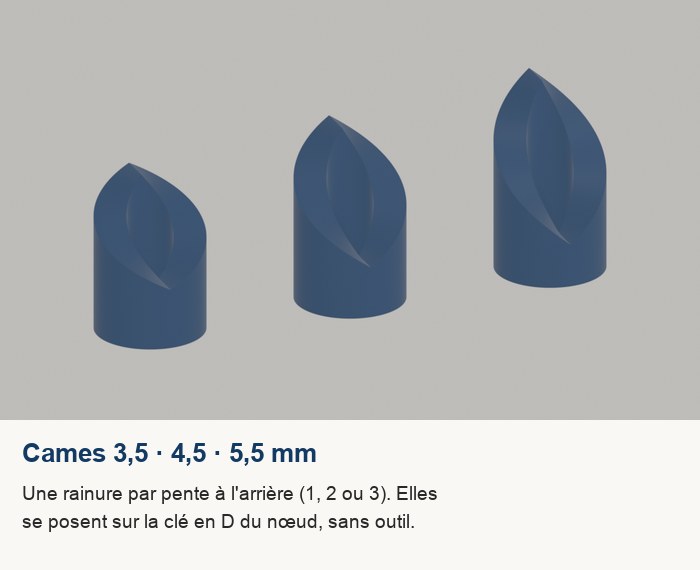 Cames 3,5 · 4,5 · 5,5 mm
Une rainure par pente à l'arrière (1, 2 ou 3). Elles
se posent sur la clé en D du nœud, sans outil.